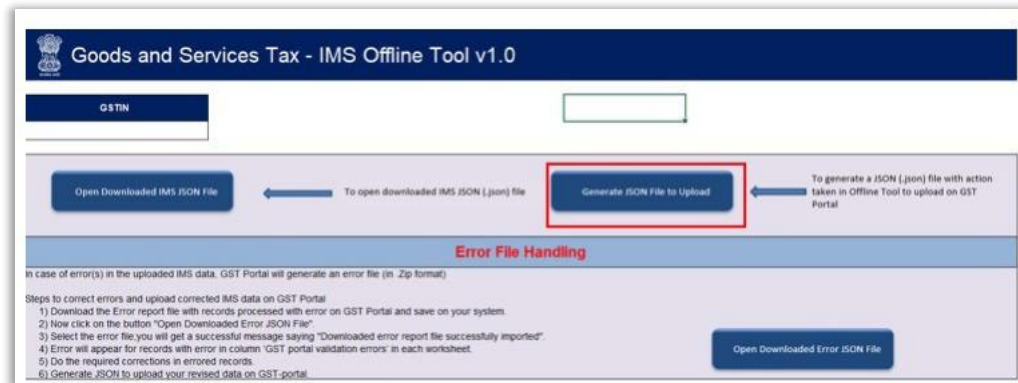 Goods and Services Tax - IMS Offline Tool v1.0
GSTIN
Open Downloaded IMS JSON File
To open downloaded IMS JSON (.json) file
Generate JSON File to Upload
To generate a JSON (.json) file with action
taken in Offline Tool to upload on GST
Portal
Error File Handling
In case of error(s) in the uploaded IMS data, GST Portal will generate an error file (in .Zip format)
Steps to correct errors and upload corrected IMS data on GST Portal
1) Download the Error report file with records processed with error on GST Portal and save on your system.
2) Now click on the button "Open Downloaded Error JSON File".
3) Select the error file,you will get a successful message saying "Downloaded error report file successfully imported".
4) Error will appear for records with error in column 'GST portal validation errors' in each worksheet.
5) Do the required corrections in errored records.
6) Generate JSON to upload your revised data on GST-portal.
Open Downloaded Error JSON File